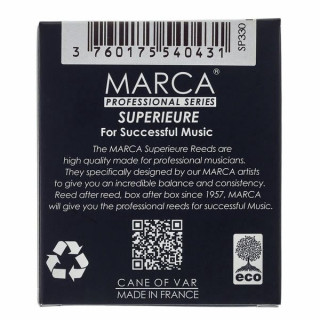 3 760175 540431
SP330
MARCA®
PROFESSIONAL SERIES
SUPERIEURE
For Successful Music
The MARCA Superieure Reeds are
high quality made for professional musicians.
They specifically designed by our MARCA artists
to give you an incredible balance and consistency.
Reed after reed, box after box since 1957, MARCA
will give you the professional reeds for successful Music.
eco
CANE OF VAR
MADE IN FRANCE